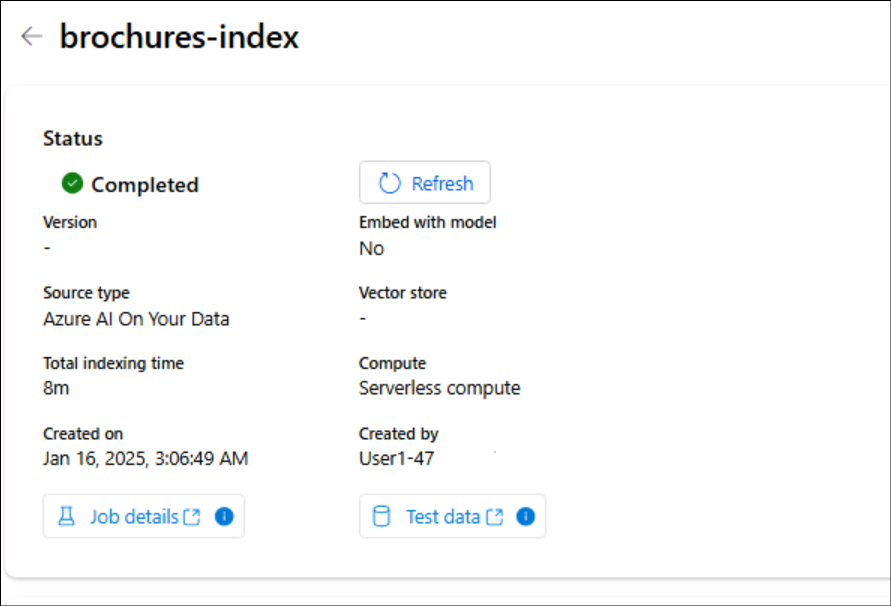 brochures-index
Status
Completed
Refresh
Version
Embed with model
-
No
Source type
Vector store
Azure AI On Your Data
-
Total indexing time
Compute
8m
Serverless compute
Created on
Created by
Jan 16, 2025, 3:06:49 AM
User1-47
Job details
Test data